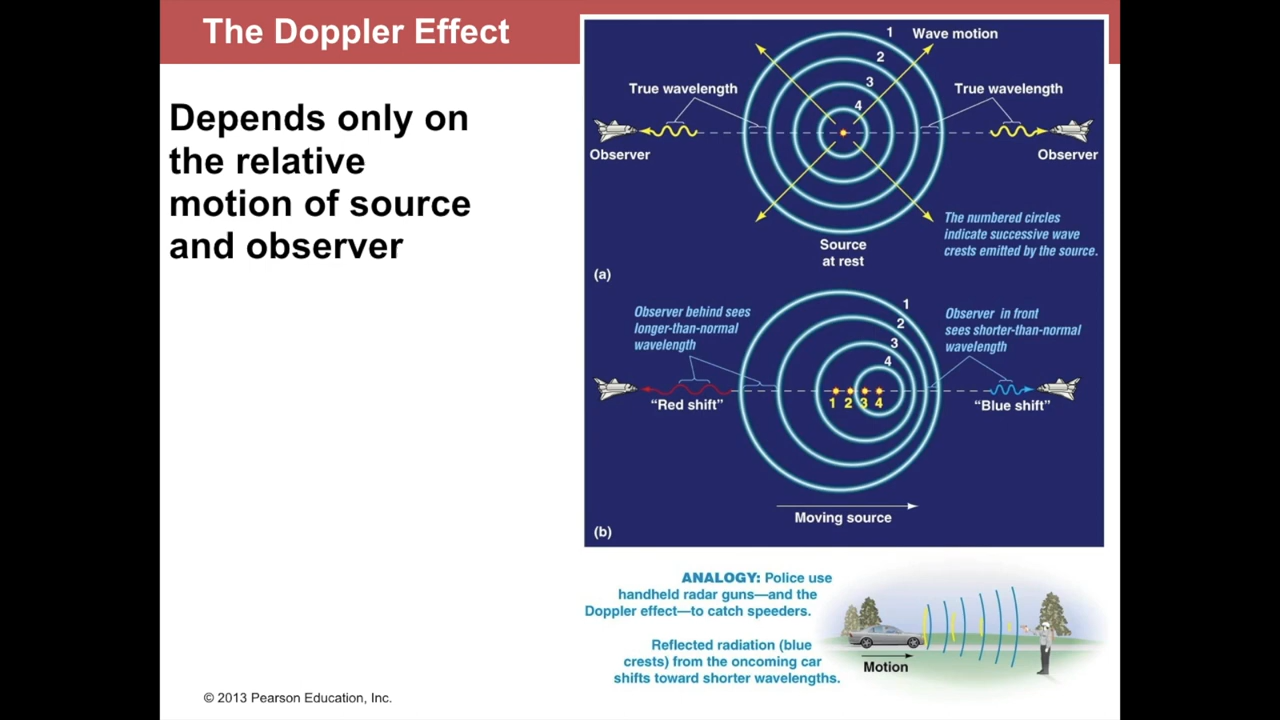 The Doppler Effect
Depends only on
the relative
motion of source
and observer
1
Wave motion
2
3
4
True wavelength
True wavelength
Observer
Observer
The numbered circles
indicate successive wave
crests emitted by the source.
Source
at rest
(a)
Observer behind sees
longer-than-normal
wavelength
1
2
3
4
Observer in front
sees shorter-than-normal
wavelength
"Red shift"
1 2 3 4
"Blue shift"
Moving source
(b)
ANALOGY: Police use
handheld radar guns—and the
Doppler effect—to catch speeders.
Reflected radiation (blue
crests) from the oncoming car
shifts toward shorter wavelengths.
Motion
© 2013 Pearson Education, Inc.